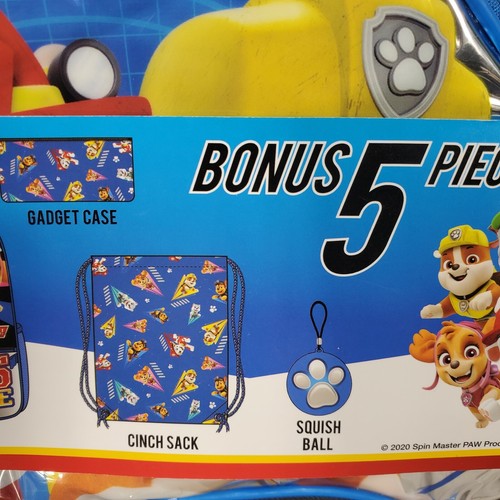 BONUS 5
GADGET CASE
CINCH SACK
SQUISH
BALL
© 2020 Spin Master PAW